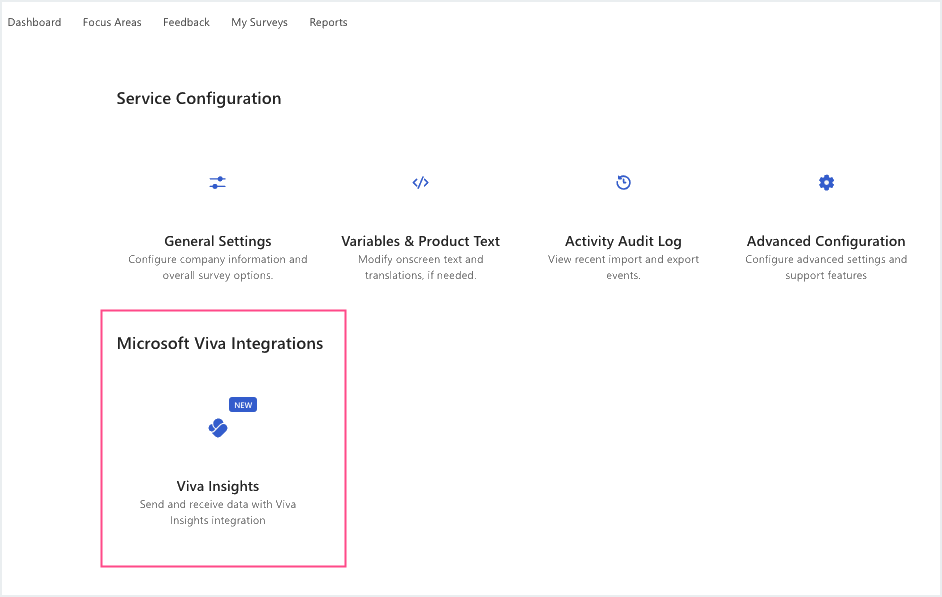 Dashboard Focus Areas Feedback My Surveys Reports
Service Configuration
General Settings
Configure company information and
overall survey options.
Variables & Product Text
Modify onscreen text and
translations, if needed.
Activity Audit Log
View recent import and export
events.
Advanced Configuration
Configure advanced settings and
support features
Microsoft Viva Integrations
NEW
Viva Insights
Send and receive data with Viva
Insights integration